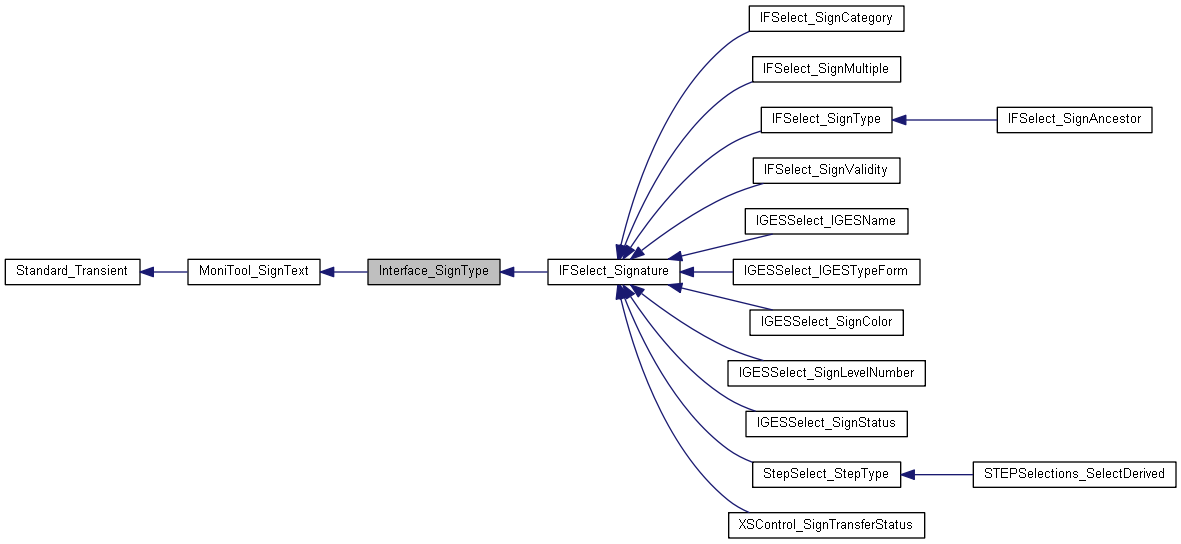 IFSelect_SignCategory
IFSelect_SignMultiple
IFSelect_SignType
IFSelect_SignAncestor
IFSelect_SignValidity
IGESSelect_IGESName
Standard_Transient
MoniTool_SignText
Interface_SignType
IFSelect_Signature
IGESSelect_IGESTypeForm
IGESSelect_SignColor
IGESSelect_SignLevelNumber
IGESSelect_SignStatus
StepSelect_StepType
STEPSelections_SelectDerived
XSControl_SignTransferStatus